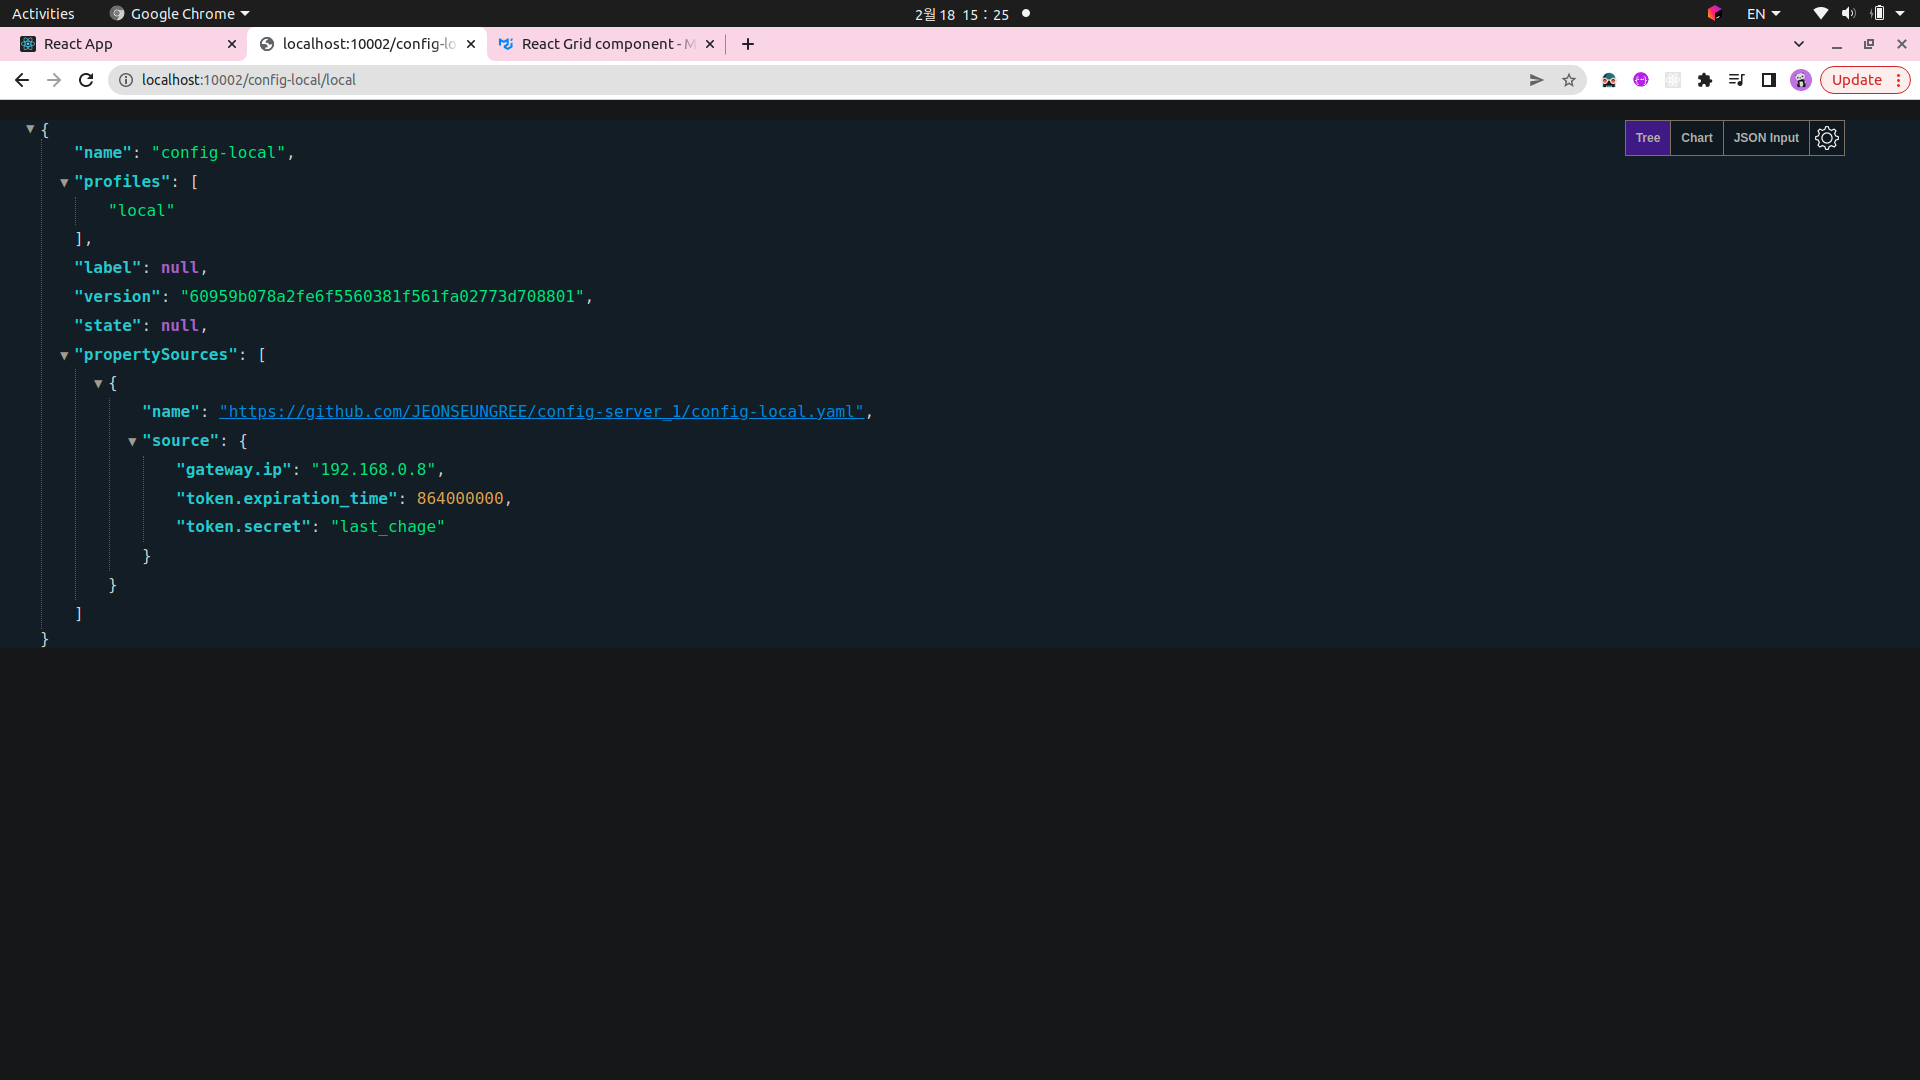 Activities
Google Chrome
2월 18 15 : 25
EN
React App
localhost:10002/config-lo
React Grid component - M
localhost:10002/config-local/local
Update
{
Tree
Chart
JSON Input
"name": "config-local",
"profiles": [
"local"
],
"label": null,
"version": "60959b078a2fe6f5560381f561fa02773d708801",
"state": null,
"propertySources": [
{
"name": "https://github.com/JEONSEUNGREE/config-server_1/config-local.yaml",
"source": {
"gateway.ip": "192.168.0.8",
"token.expiration_time": 864000000,
"token.secret": "last_chage"
}
}
]
}